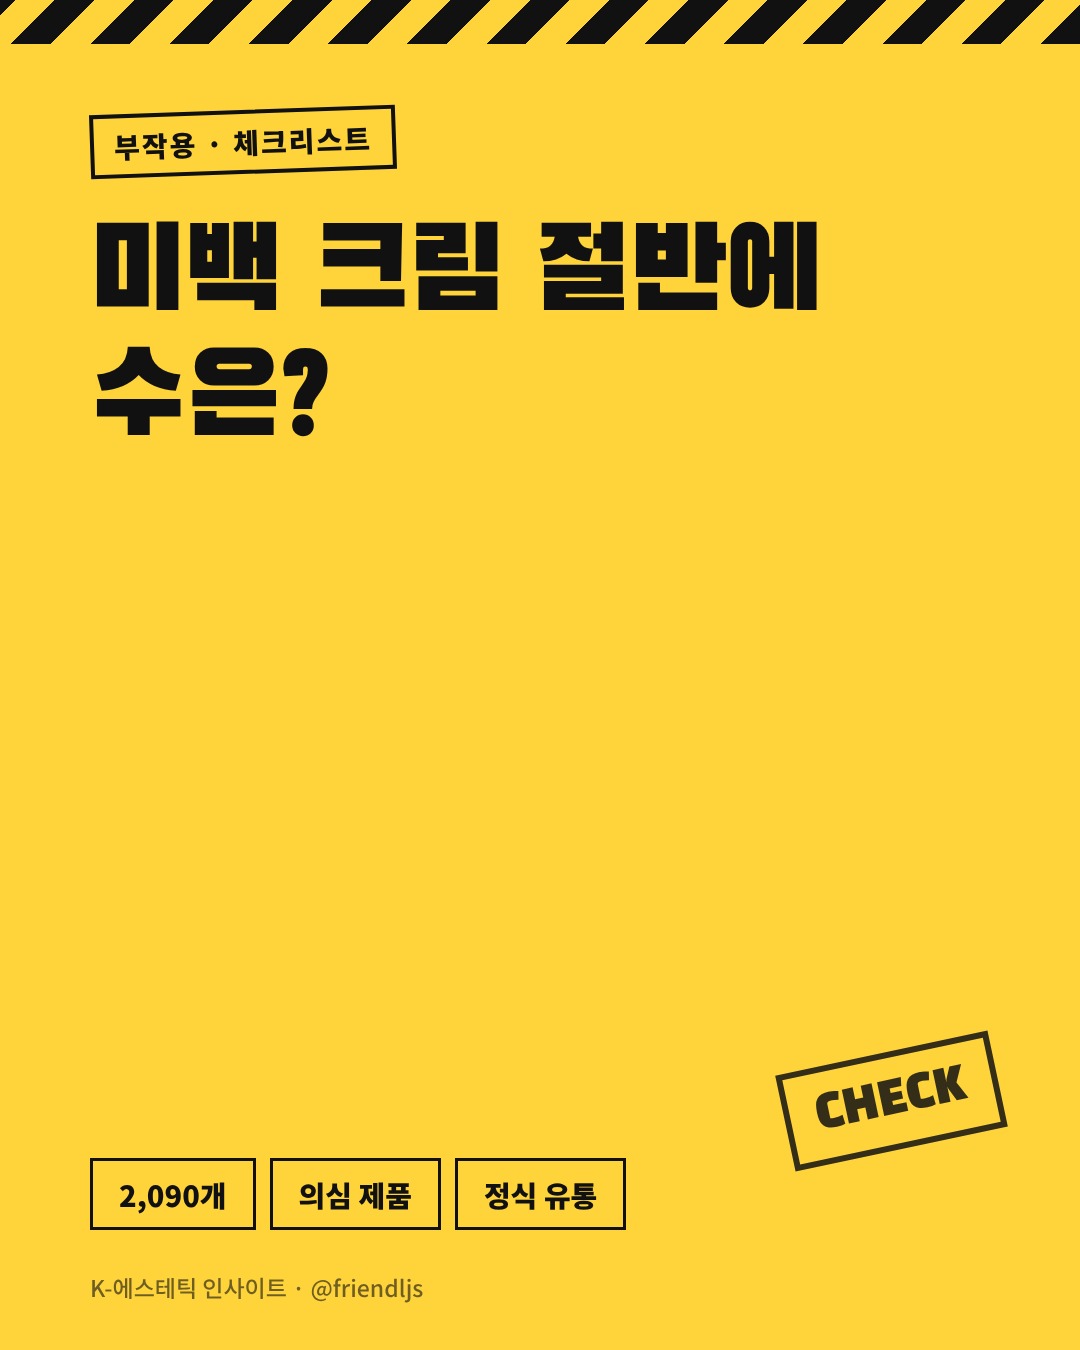 부작용 · 체크리스트
미백 크림 절반에
수은?
CHECK
2,090개
의심 제품
정식 유통
K-에스테틱 인사이트 · @friendljs